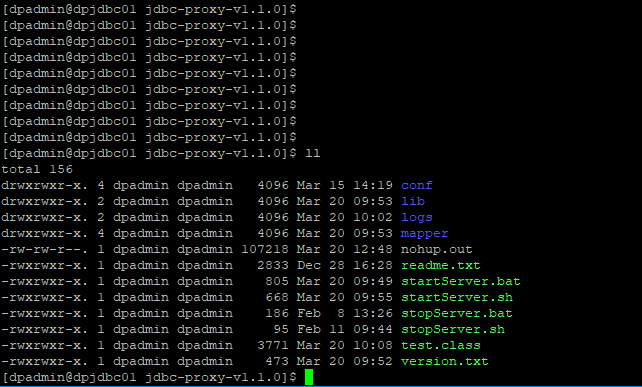 [dpadmin@dpjdbc01 jdbc-proxy-v1.1.0]$
[dpadmin@dpjdbc01 jdbc-proxy-v1.1.0]$
[dpadmin@dpjdbc01 jdbc-proxy-v1.1.0]$
[dpadmin@dpjdbc01 jdbc-proxy-v1.1.0]$
[dpadmin@dpjdbc01 jdbc-proxy-v1.1.0]$
[dpadmin@dpjdbc01 jdbc-proxy-v1.1.0]$
[dpadmin@dpjdbc01 jdbc-proxy-v1.1.0]$
[dpadmin@dpjdbc01 jdbc-proxy-v1.1.0]$
[dpadmin@dpjdbc01 jdbc-proxy-v1.1.0]$
[dpadmin@dpjdbc01 jdbc-proxy-v1.1.0]$ ll
total 156
drwxrwxr-x. 4 dpadmin dpadmin   4096 Mar 15 14:19 conf
drwxrwxr-x. 2 dpadmin dpadmin   4096 Mar 20 09:53 lib
drwxrwxr-x. 2 dpadmin dpadmin   4096 Mar 20 10:02 logs
drwxrwxr-x. 4 dpadmin dpadmin   4096 Mar 20 09:53 mapper
-rw-rw-r--. 1 dpadmin dpadmin 107218 Mar 20 12:48 nohup.out
-rwxrwxr-x. 1 dpadmin dpadmin   2833 Dec 28 16:28 readme.txt
-rwxrwxr-x. 1 dpadmin dpadmin    805 Mar 20 09:49 startServer.bat
-rwxrwxr-x. 1 dpadmin dpadmin    668 Mar 20 09:55 startServer.sh
-rwxrwxr-x. 1 dpadmin dpadmin    186 Feb  8 13:26 stopServer.bat
-rwxrwxr-x. 1 dpadmin dpadmin     95 Feb 11 09:44 stopServer.sh
-rwxrwxr-x. 1 dpadmin dpadmin   3771 Mar 20 10:08 test.class
-rwxrwxr-x. 1 dpadmin dpadmin    473 Mar 20 09:52 version.txt
[dpadmin@dpjdbc01 jdbc-proxy-v1.1.0]$